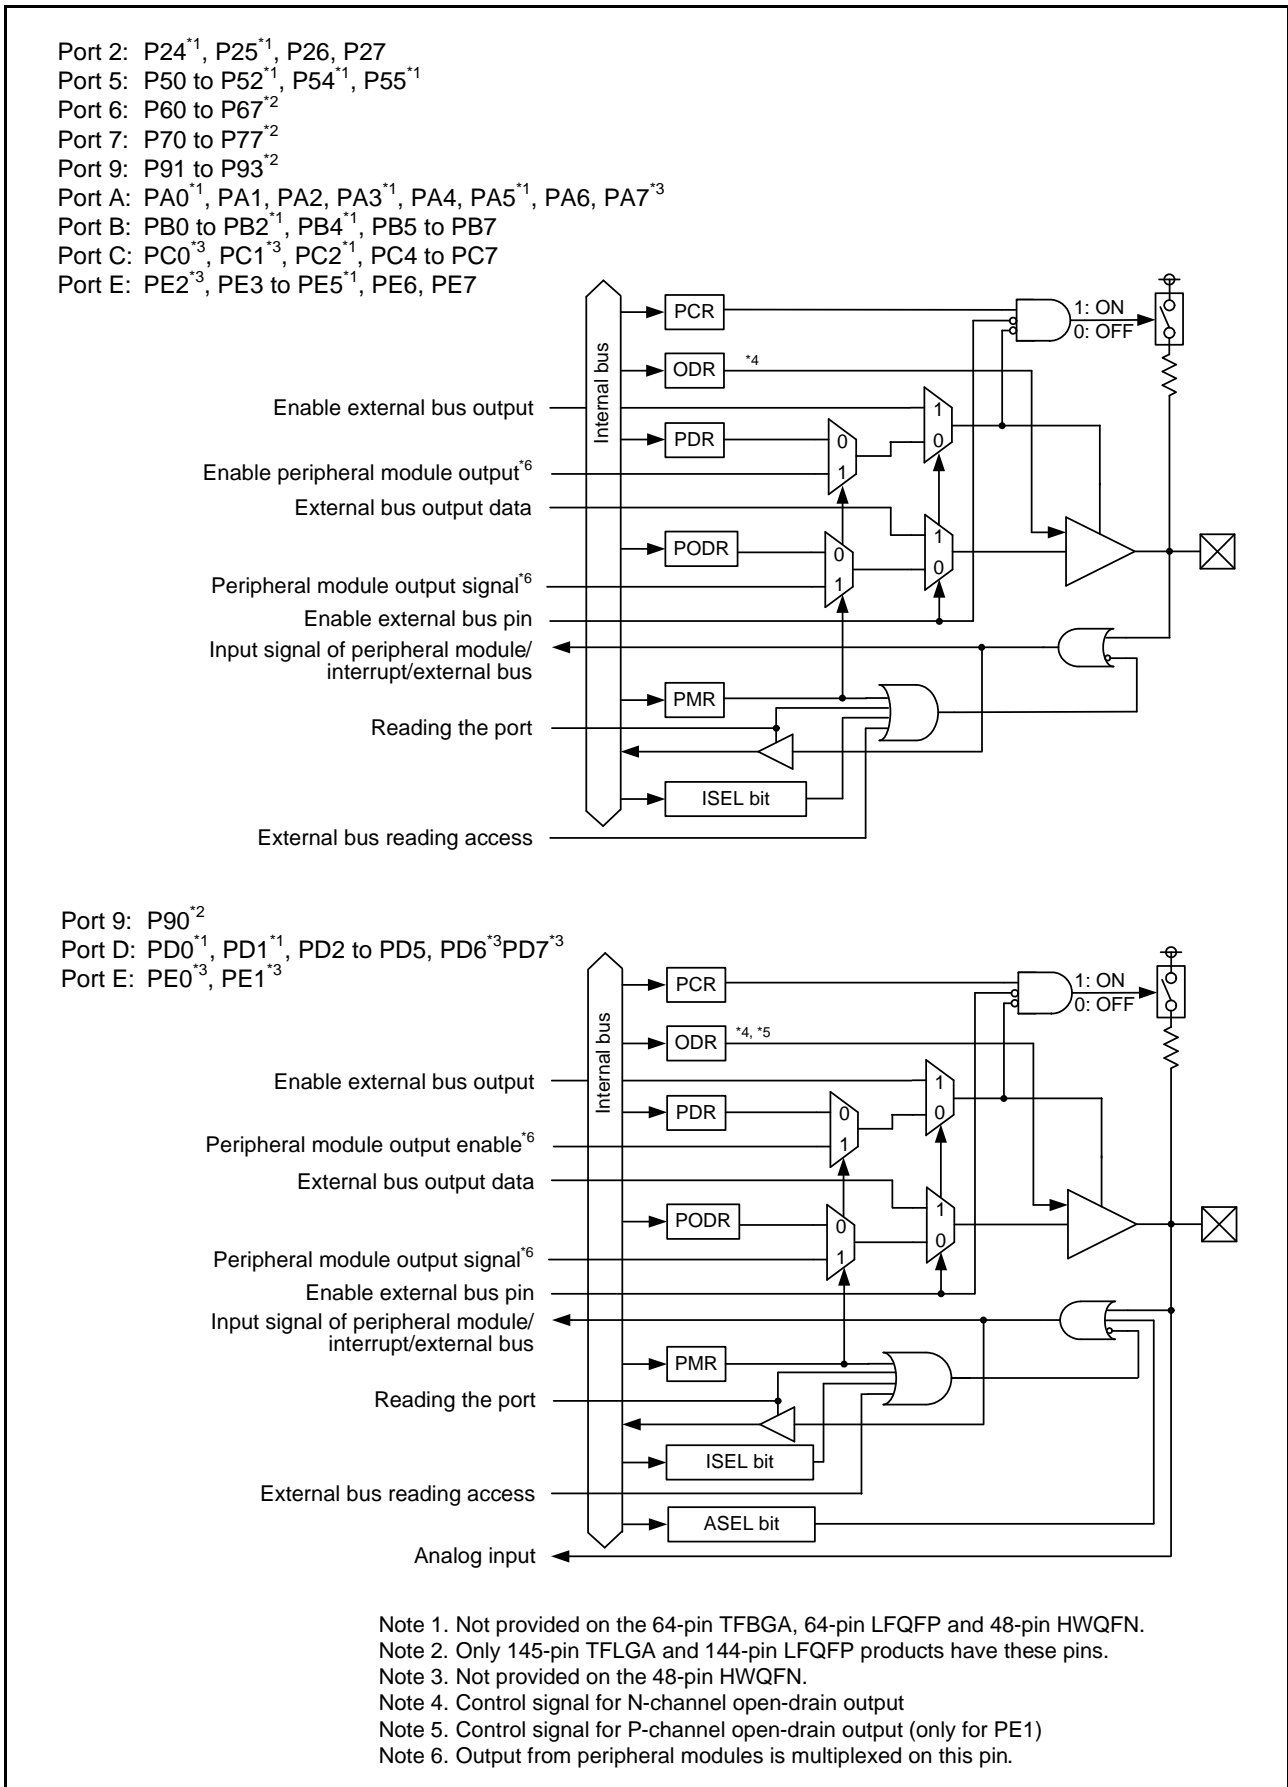 Port 2: P24*1, P25*1, P26, P27
Port 5: P50 to P52*1, P54*1, P55*1
Port 6: P60 to P67*2
Port 7: P70 to P77*2
Port 9: P91 to P93*2
Port A: PA0*1, PA1, PA2, PA3*1, PA4, PA5*1, PA6, PA7*3
Port B: PB0 to PB2*1, PB4*1, PB5 to PB7
Port C: PC0*3, PC1*3, PC2*1, PC4 to PC7
Port E: PE2*3, PE3 to PE5*1, PE6, PE7
Internal bus
PCR
1: ON
0: OFF
ODR
*4
Enable external bus output
1
PDR
0
0
Enable peripheral module output*6
1
External bus output data
1
PODR
0
0
Peripheral module output signal*6
1
Enable external bus pin
Input signal of peripheral module/
interrupt/external bus
PMR
Reading the port
ISEL bit
External bus reading access
Port 9: P90*2
Port D: PD0*1, PD1*1, PD2 to PD5, PD6*3PD7*3
Port E: PE0*3, PE1*3
Internal bus
PCR
1: ON
0: OFF
ODR
*4, *5
Enable external bus output
1
PDR
0
0
Peripheral module output enable*6
1
External bus output data
1
PODR
0
0
Peripheral module output signal*6
1
Enable external bus pin
Input signal of peripheral module/
interrupt/external bus
PMR
Reading the port
ISEL bit
External bus reading access
ASEL bit
Analog input
Note 1. Not provided on the 64-pin TFBGA, 64-pin LFQFP and 48-pin HWQFN.
Note 2. Only 145-pin TFLGA and 144-pin LFQFP products have these pins.
Note 3. Not provided on the 48-pin HWQFN.
Note 4. Control signal for N-channel open-drain output
Note 5. Control signal for P-channel open-drain output (only for PE1)
Note 6. Output from peripheral modules is multiplexed on this pin.